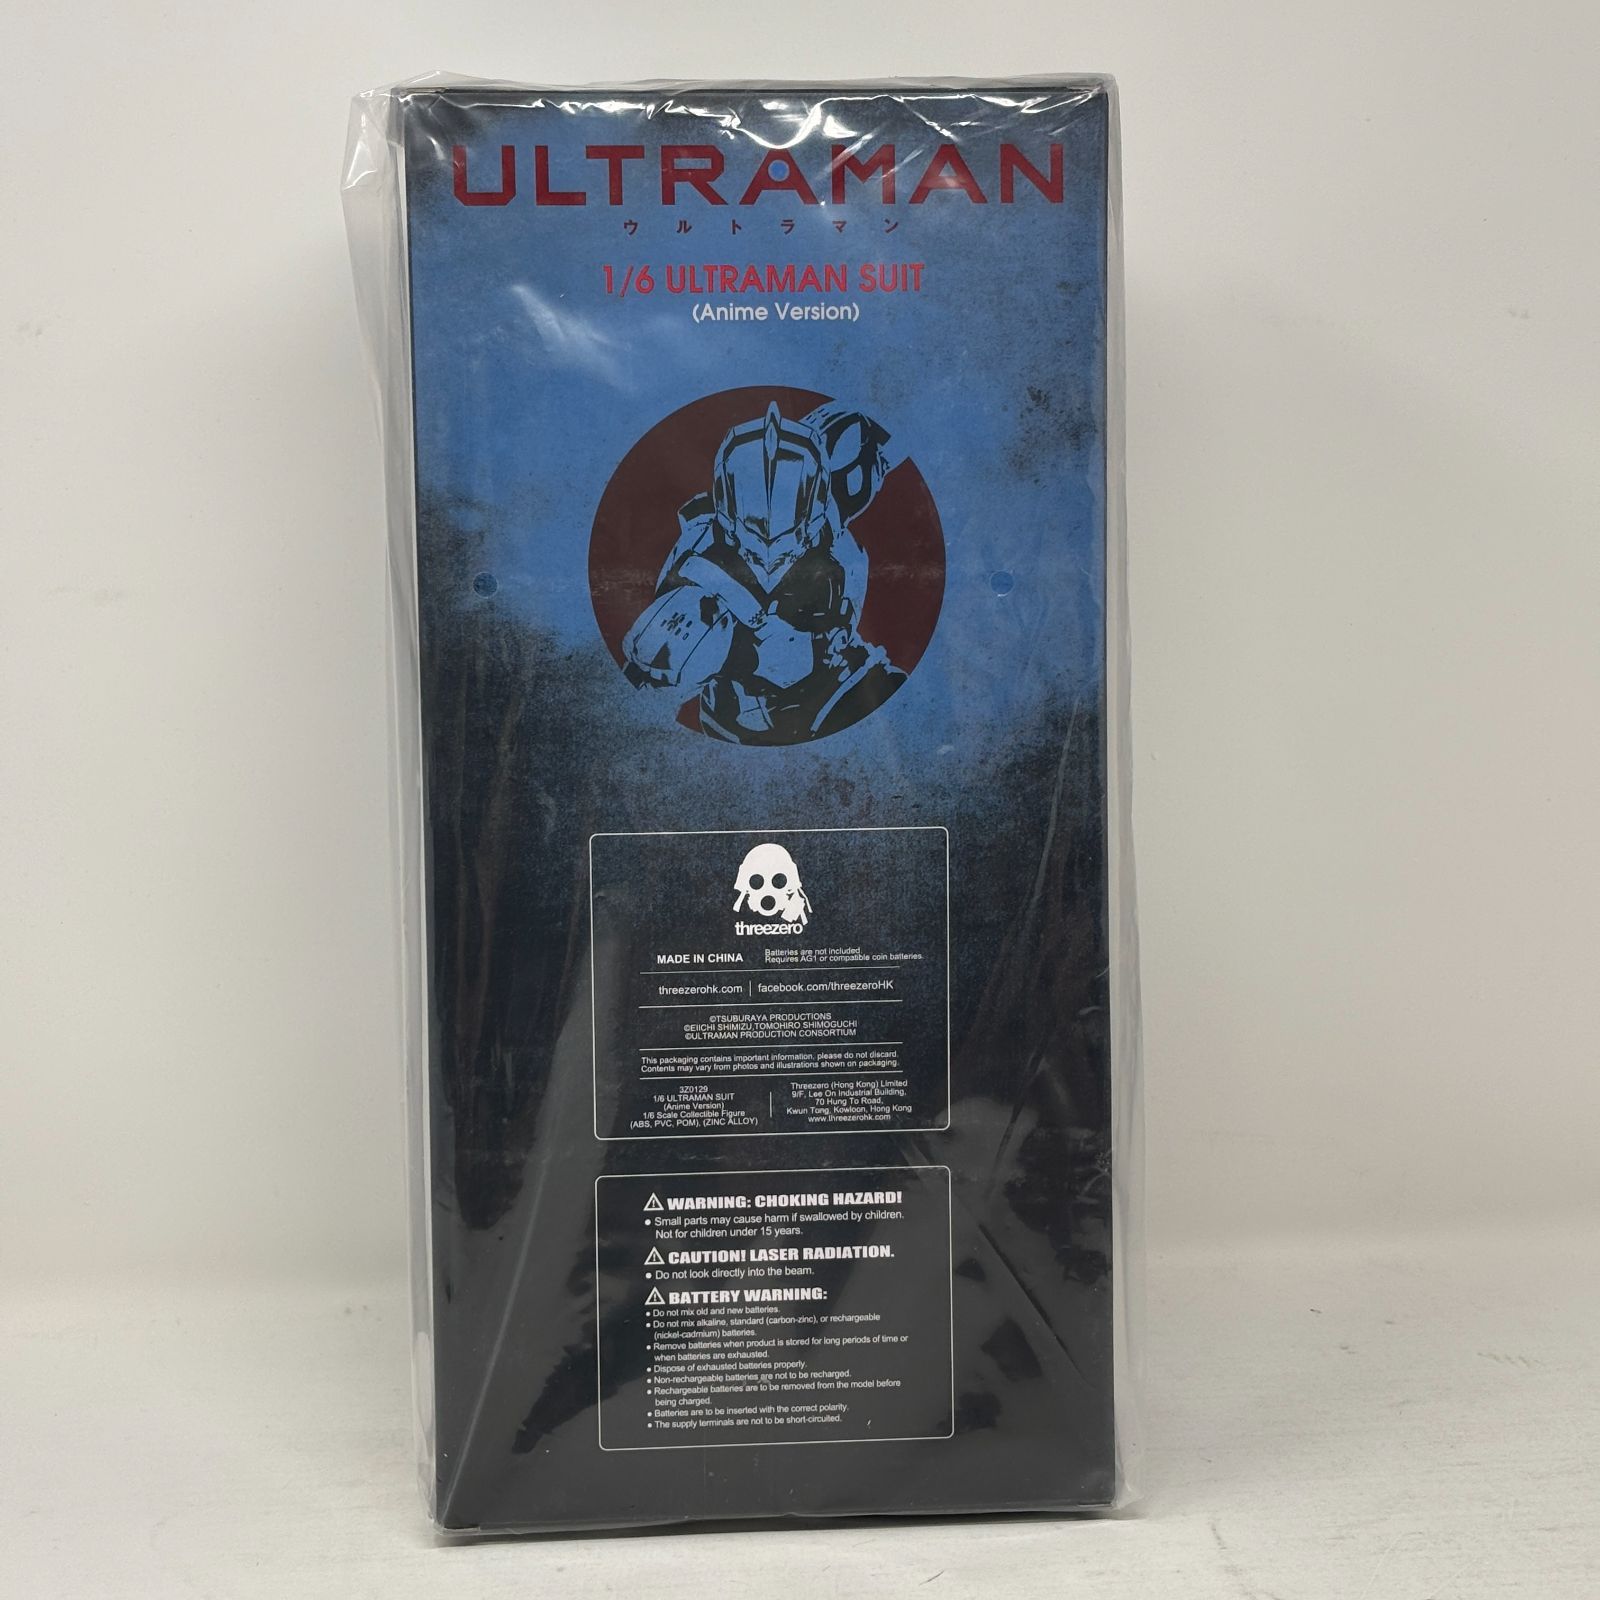 ULTRAMAN
ウルトラマン
1/6 ULTRAMAN SUIT
(Anime Version)
threezero
MADE IN CHINA
Batteries are not included.
Requires AG1 or compatible coin batteries.
threezerohk.com | facebook.com/threezeroHK
©TSUBURAYA PRODUCTIONS
©EIICHI SHIMIZU,TOMOHIRO SHIMOGUCHI
©ULTRAMAN PRODUCTION CONSORTIUM
This packaging contains important information, please do not discard.
Contents may vary from photos and illustrations shown on packaging.
3Z0129
1/6 ULTRAMAN SUIT
(Anime Version)
1/6 Scale Collectible Figure
(ABS, PVC, POM), (ZINC ALLOY)
Threezero (Hong Kong) Limited
9/F, Lee On Industrial Building,
70 Hung To Road,
Kwun Tong, Kowloon, Hong Kong
www.threezerohk.com
WARNING: CHOKING HAZARD!
• Small parts may cause harm if swallowed by children.
Not for children under 15 years.
CAUTION! LASER RADIATION.
• Do not look directly into the beam.
BATTERY WARNING:
• Do not mix old and new batteries.
• Do not mix alkaline, standard (carbon-zinc), or rechargeable
(nickel-cadmium) batteries.
• Remove batteries when product is stored for long periods of time or
when batteries are exhausted.
• Dispose of exhausted batteries properly.
• Non-rechargeable batteries are not to be recharged.
• Rechargeable batteries are to be removed from the model before
being charged.
• Batteries are to be inserted with the correct polarity.
• The supply terminals are not to be short-circuited.